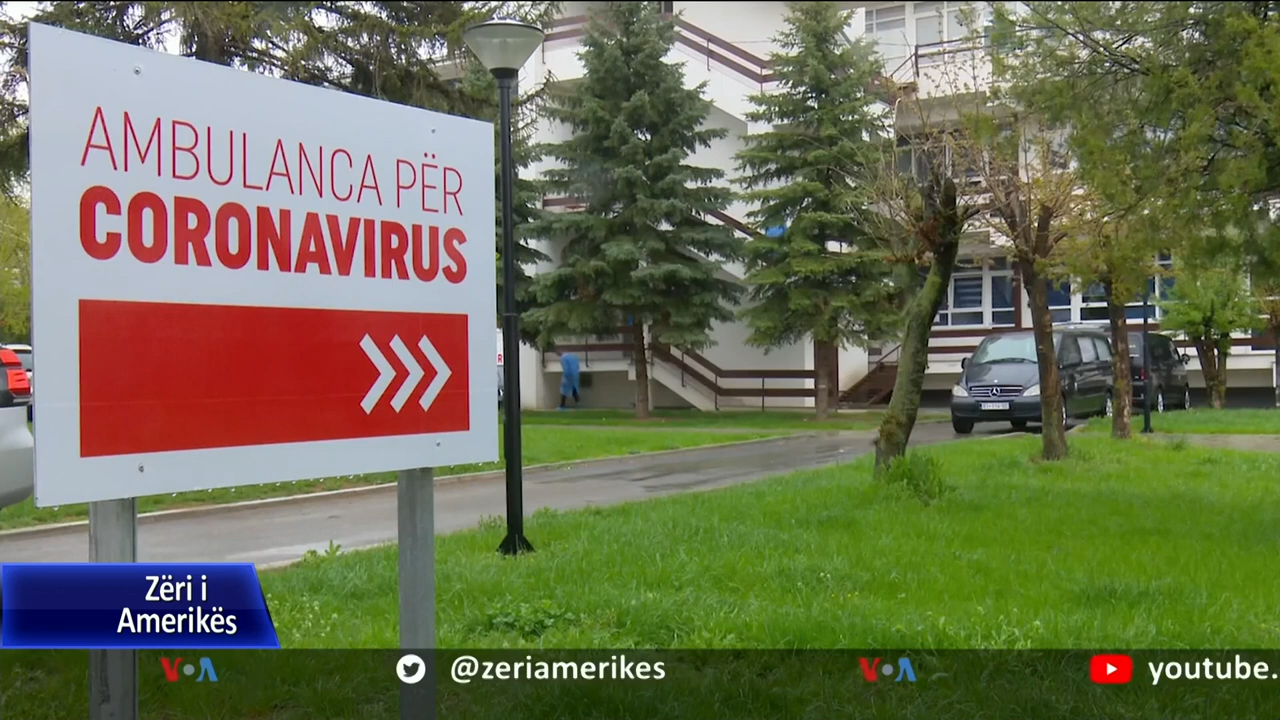 AMBULANCA PËR
CORONAVIRUS
Zëri i
Amerikës
VOA
@zeriamerikes
VOA
youtube.